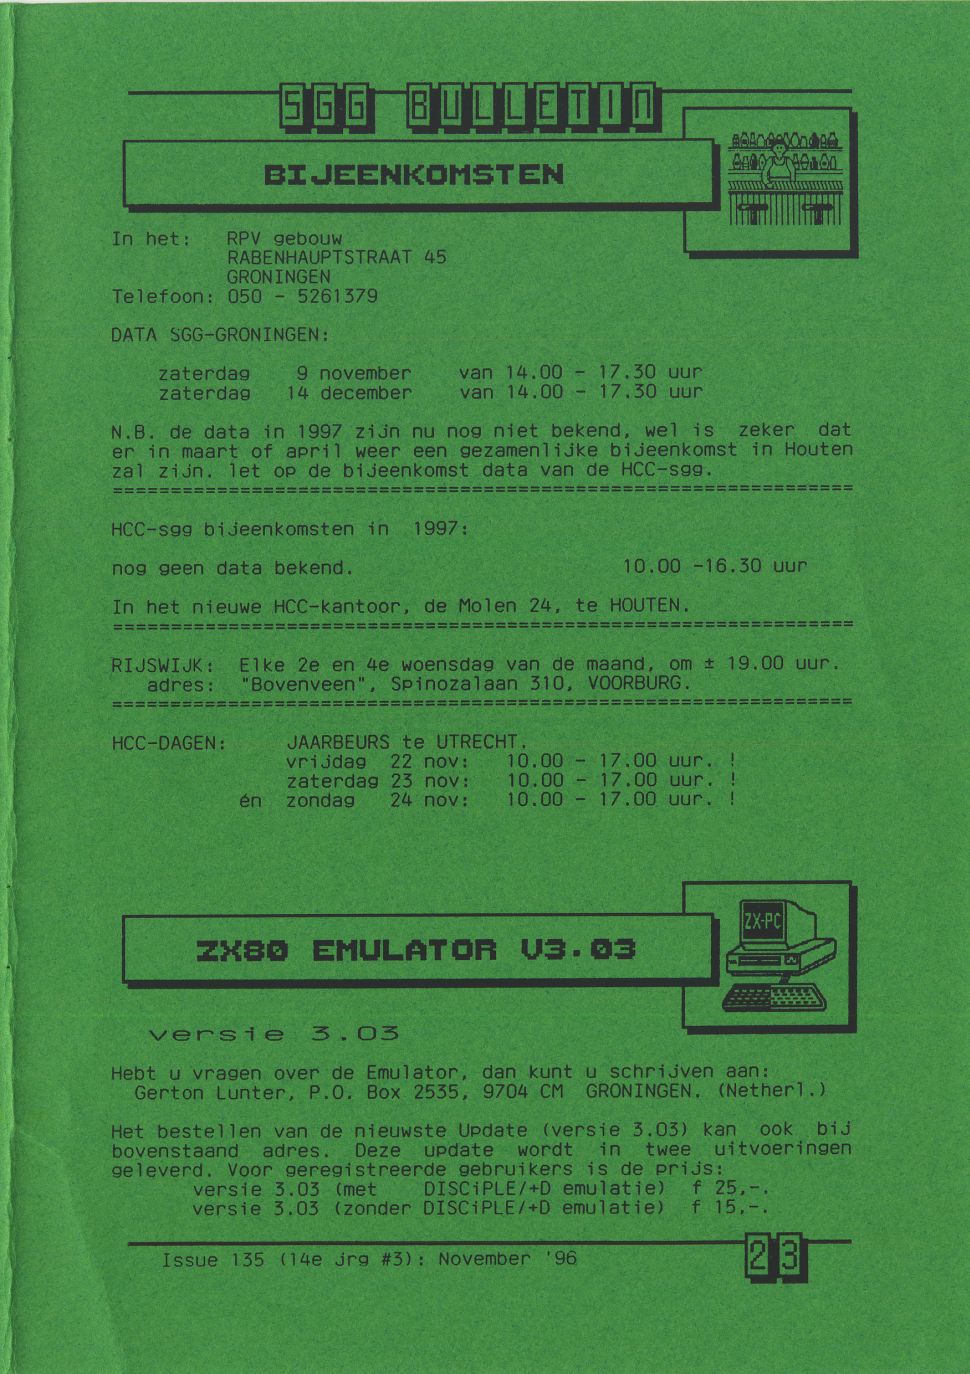 SGG BULLETIN
BIJEENKOMSTEN
In het: RPV gebouw
RABENHAUPTSTRAAT 45
GRONINGEN
Telefoon: 050 - 5261379
DATA SGG-GRONINGEN:
zaterdag 9 november van 14.00 - 17.30 uur
zaterdag 14 december van 14.00 - 17.30 uur
N.B. de data in 1997 zijn nu nog niet bekend, wel is zeker dat
er in maart of april weer een gezamenlijke bijeenkomst in Houten
zal zijn. let op de bijeenkomst data van de HCC-sgg.
================================================================
HCC-sgg bijeenkomsten in 1997:
nog geen data bekend. 10.00 -16.30 uur
In het nieuwe HCC-kantoor, de Molen 24, te HOUTEN.
================================================================
RIJSWIJK: Elke 2e en 4e woensdag van de maand, om ± 19.00 uur.
adres: "Bovenveen", Spinozalaan 310, VOORBURG.
================================================================
HCC-DAGEN: JAARBEURS te UTRECHT.
vrijdag 22 nov: 10.00 - 17.00 uur. !
zaterdag 23 nov: 10.00 - 17.00 uur. !
én zondag 24 nov: 10.00 - 17.00 uur. !
ZX-PC
ZX80 EMULATOR V3.03
versie 3.03
Hebt u vragen over de Emulator, dan kunt u schrijven aan:
Gerton Lunter, P.O. Box 2535, 9704 CM GRONINGEN. (Netherl.)
Het bestellen van de nieuwste Update (versie 3.03) kan ook bij
bovenstaand adres. Deze update wordt in twee uitvoeringen
geleverd. Voor geregistreerde gebruikers is de prijs:
versie 3.03 (met DISCiPLE/+D emulatie) f 25,-.
versie 3.03 (zonder DISCiPLE/+D emulatie) f 15,-.
Issue 135 (14e jrg #3): November '96
23